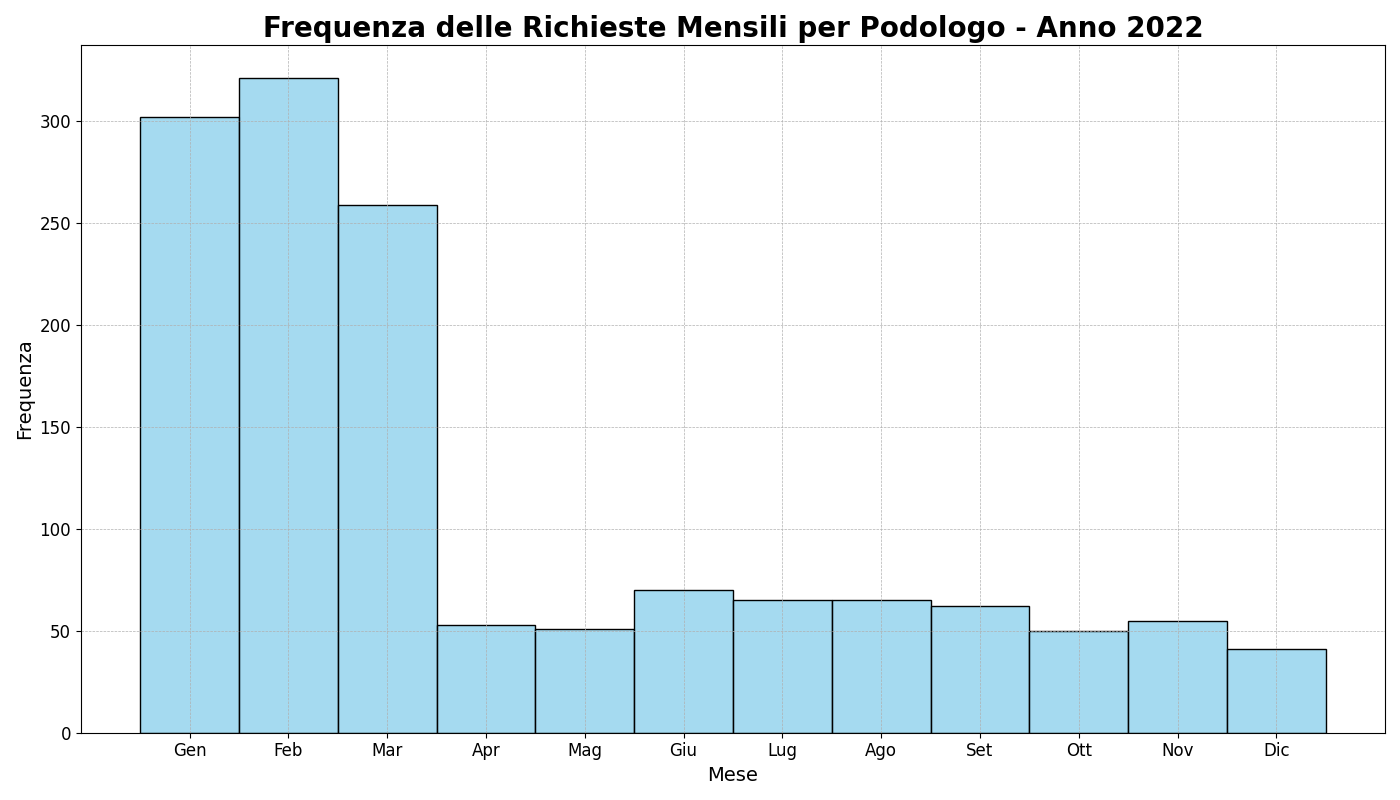 Frequenza delle Richieste Mensili per Podologo - Anno 2022
Frequenza
300
250
200
150
100
50
0
Gen Feb Mar Apr Mag Giu Lug Ago Set Ott Nov Dic
Mese